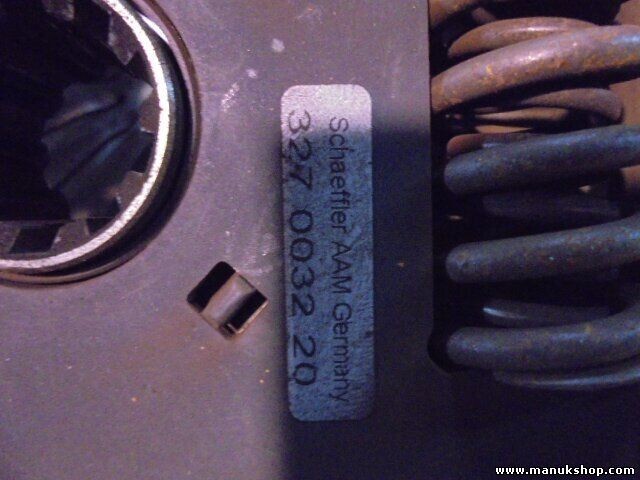 Schaeffler AAM Germany
327 0032 20
www.manukshop.com